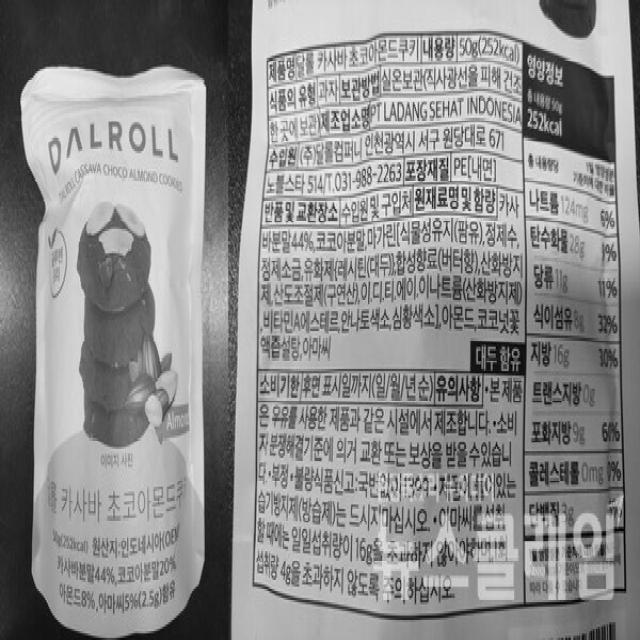 DALROLL
CASSAVA CHOCO ALMOND COOKIES
Almond
이미지 사진
카사바 초코아몬드쿠
50g(252kcal) 원산지:인도네시아OEM
카사바분말44%, 코코아분말20%
아몬드8%, 아마씨5%(2.5g)함유
제품명 달롤 카사바 초코아몬드쿠키 내용량 50g(252kcal)
식품의 유형 과자 보관방법 실온보관(직사광선을 피해 건조
한 곳에 보관) 제조업소명 PT LADANG SEHAT INDONESIA
수입원 (주)달롤컴퍼니 인천광역시 서구 원당대로 671
노블스타 514 T.031-988-2263 포장재질 PE[내면]
반품 및 교환장소 수입원 및 구입처 원재료명 및 함량 카사
바분말44%, 코코아분말, 마가린[식물성유지(팜유), 정제수,
정제소금, 유화제(레시틴(대두), 합성향료(버터향), 산화방지
제, 산도조절제(구연산), 이.디.티.에이.이나트륨(산화방지제)
비타민A에스테르, 안나토색소, 심황색소], 아몬드, 코코넛꽃
액즙설탕, 아마씨
대두 함유
소비기한 후면 표시일까지(일/월/년 순) 유의사항 • 본 제품
은 우유를 사용한 제품과 같은 시설에서 제조합니다. • 소비
자 분쟁해결기준에 의거 교환 또는 보상을 받을 수 있습니
다. • 부정·불량식품신고: 국번없이 1399 들어있는
습기방지제(방습제)는 드시지 마십시오. • 아마씨를 섭취
할 때에는 일일섭취량이 16g을 초과하지 않아야 하며 1회
섭취량 4g을 초과하지 않도록 주의하십시오.
영양정보
총 내용량 50g
252kcal
총 내용량당
나트륨 124mg 6%
탄수화물 28g 9%
당류 11g 11%
식이섬유 8g 32%
지방 16g 30%
트랜스지방 0g
포화지방 9g 60%
콜레스테롤 0mg
단백질 3g
뉴스클레임